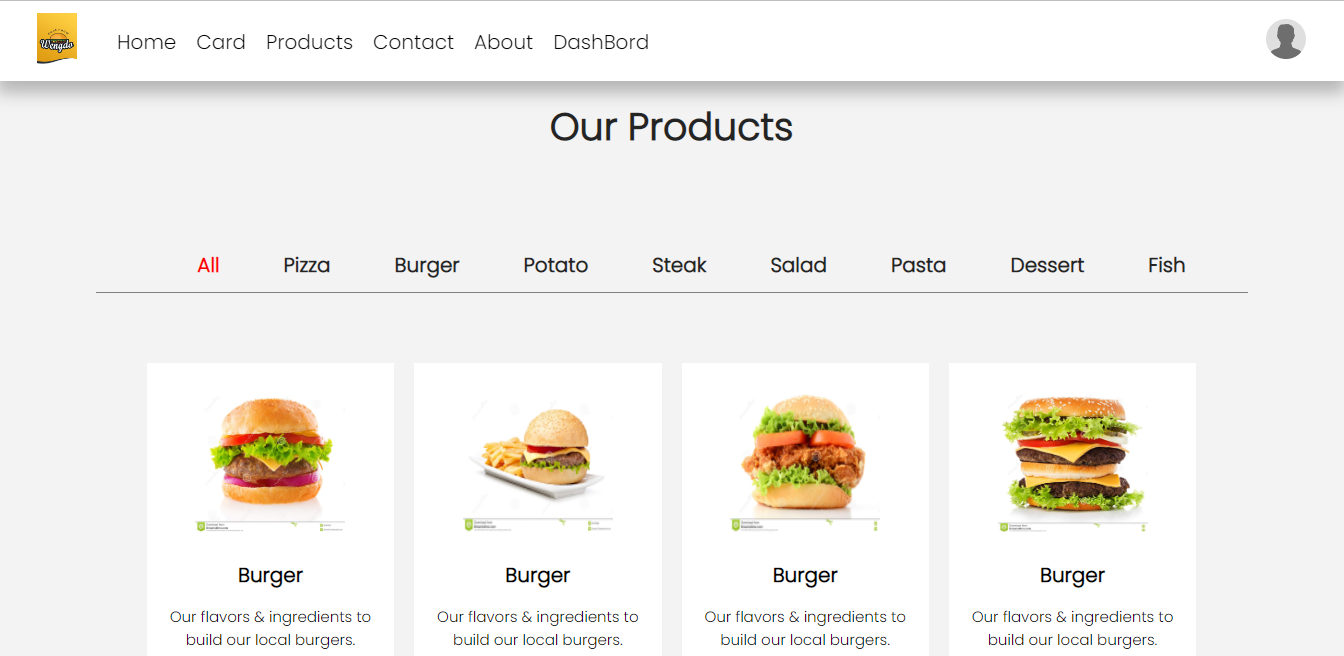 Wengdo
Home Card Products Contact About DashBord
Our Products
All Pizza Burger Potato Steak Salad Pasta Dessert Fish
Burger Burger Burger Burger
Our flavors & ingredients to
build our local burgers.
Our flavors & ingredients to
build our local burgers.
Our flavors & ingredients to
build our local burgers.
Our flavors & ingredients to
build our local burgers.